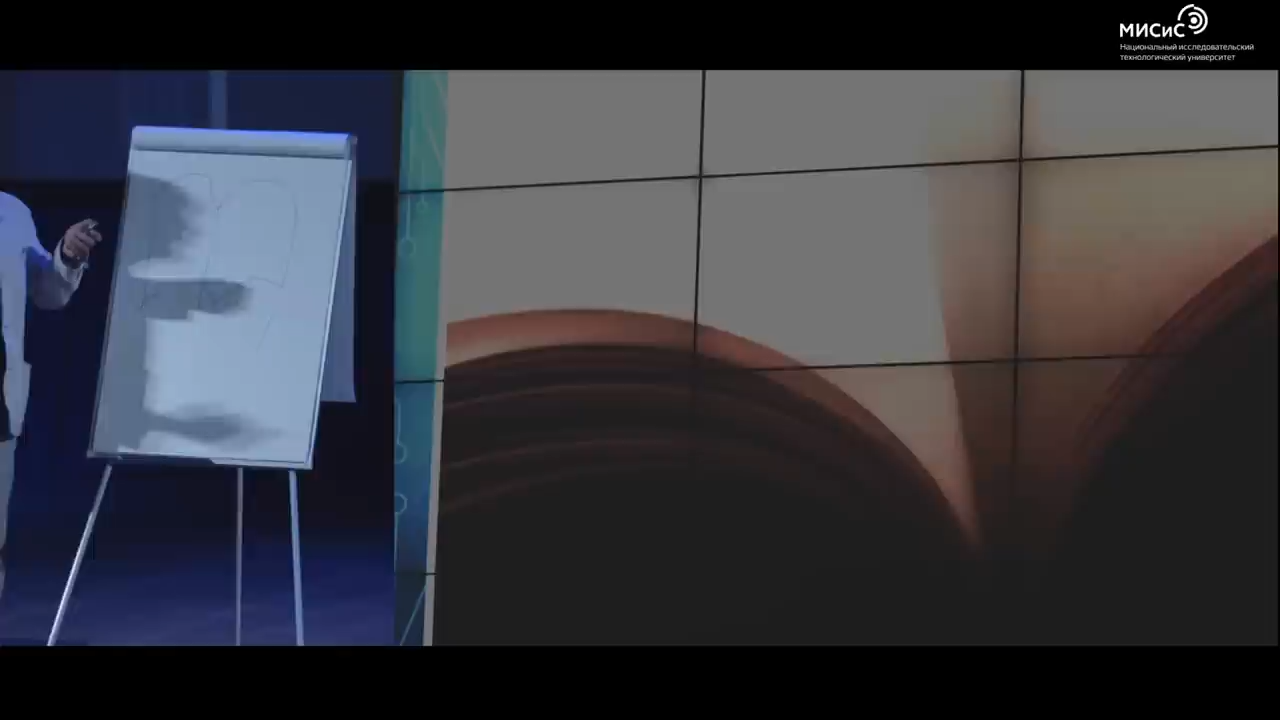 МИСиС
Национальный исследовательский
технологический университет